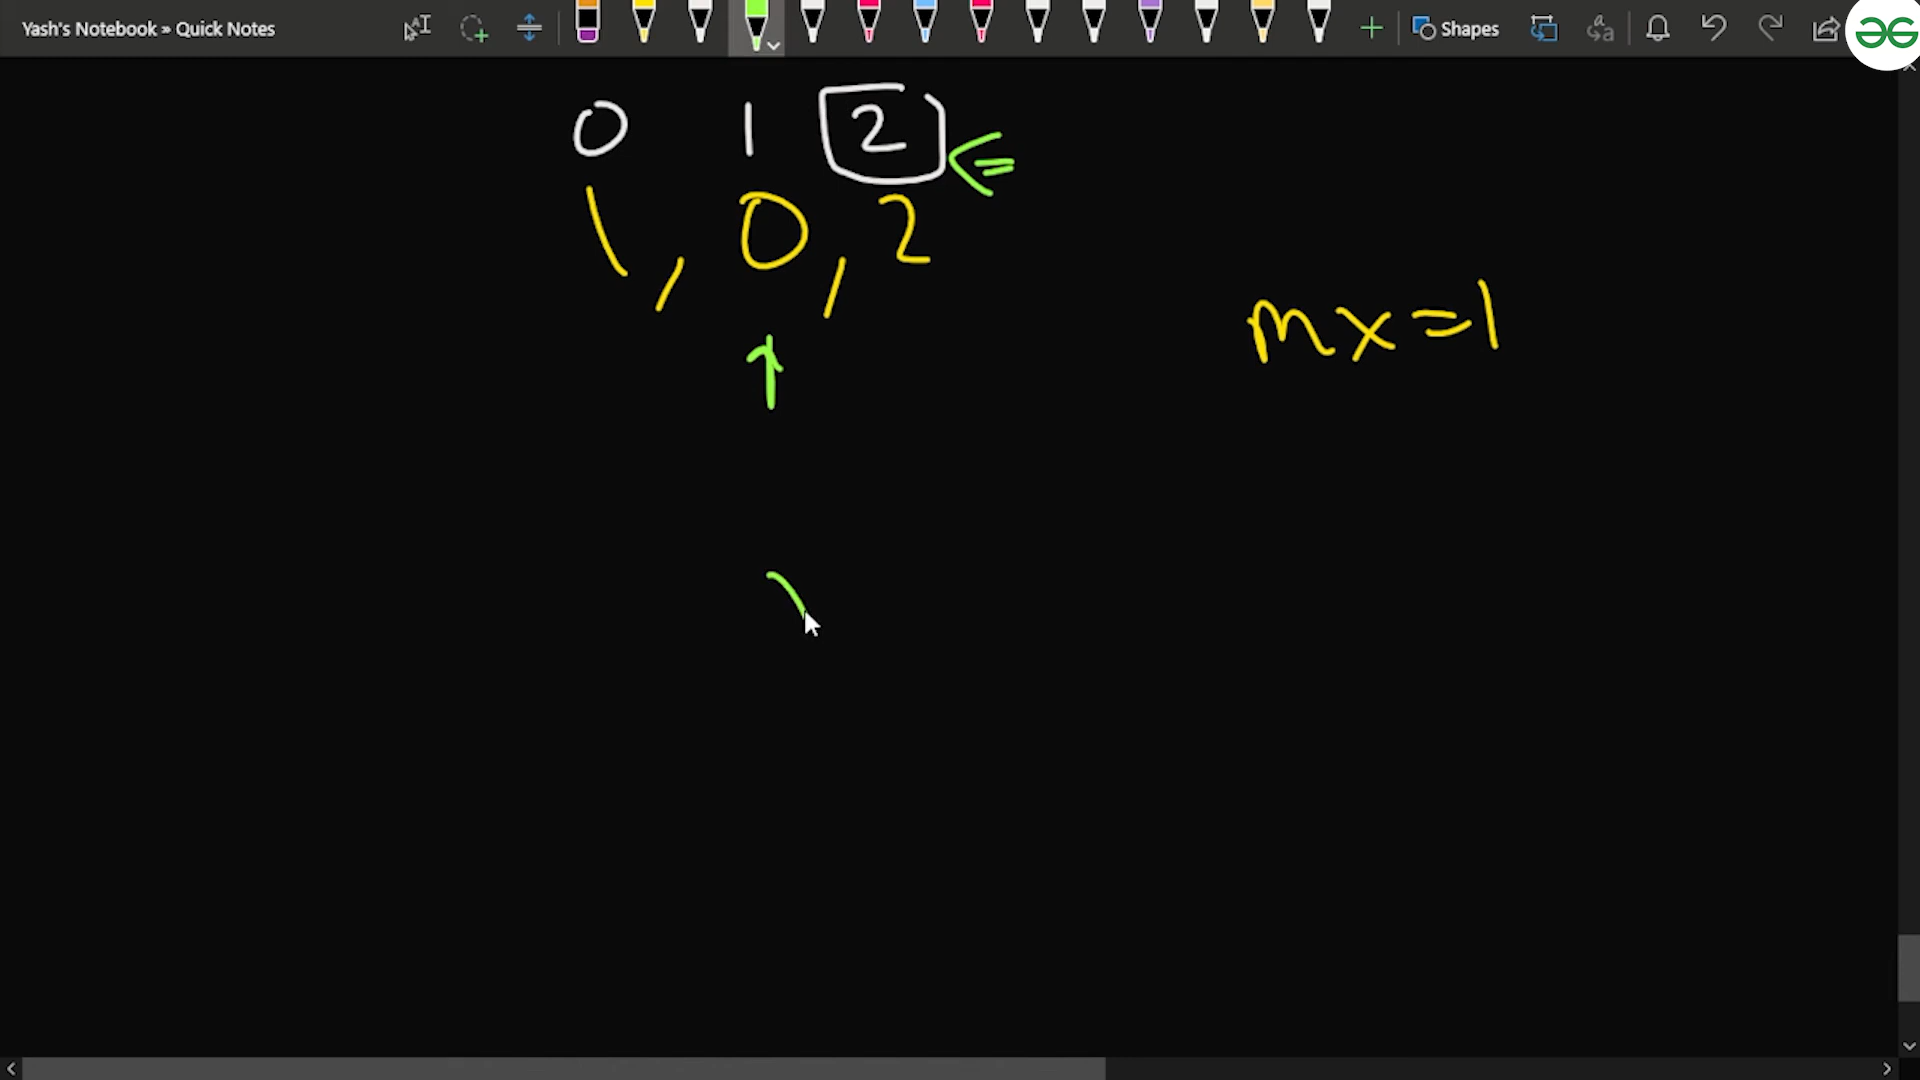 Yash's Notebook » Quick Notes
Shapes
0 1 2
1, 0, 2
mx=1